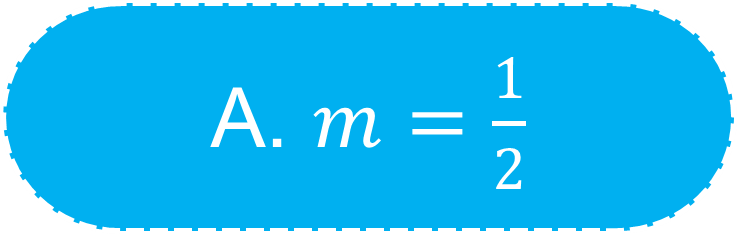 A. m = 1/2